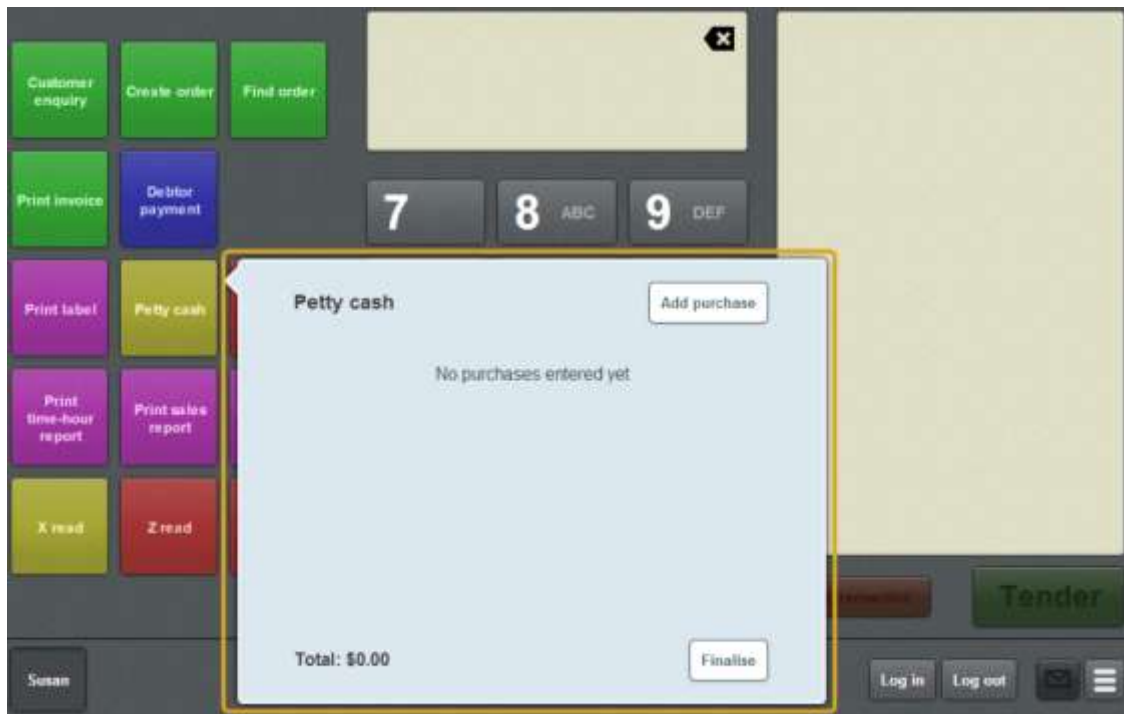 Customer
enquiry
Create order
Find order
Print invoice
Debtor
payment
7
8 ABC
9 DEF
Print label
Petty cash
Petty cash
Add purchase
No purchases entered yet
Print
time-hour
report
Print sales
report
X read
Z read
Tender
Total: $0.00
Finalise
Susan
Log in
Log out